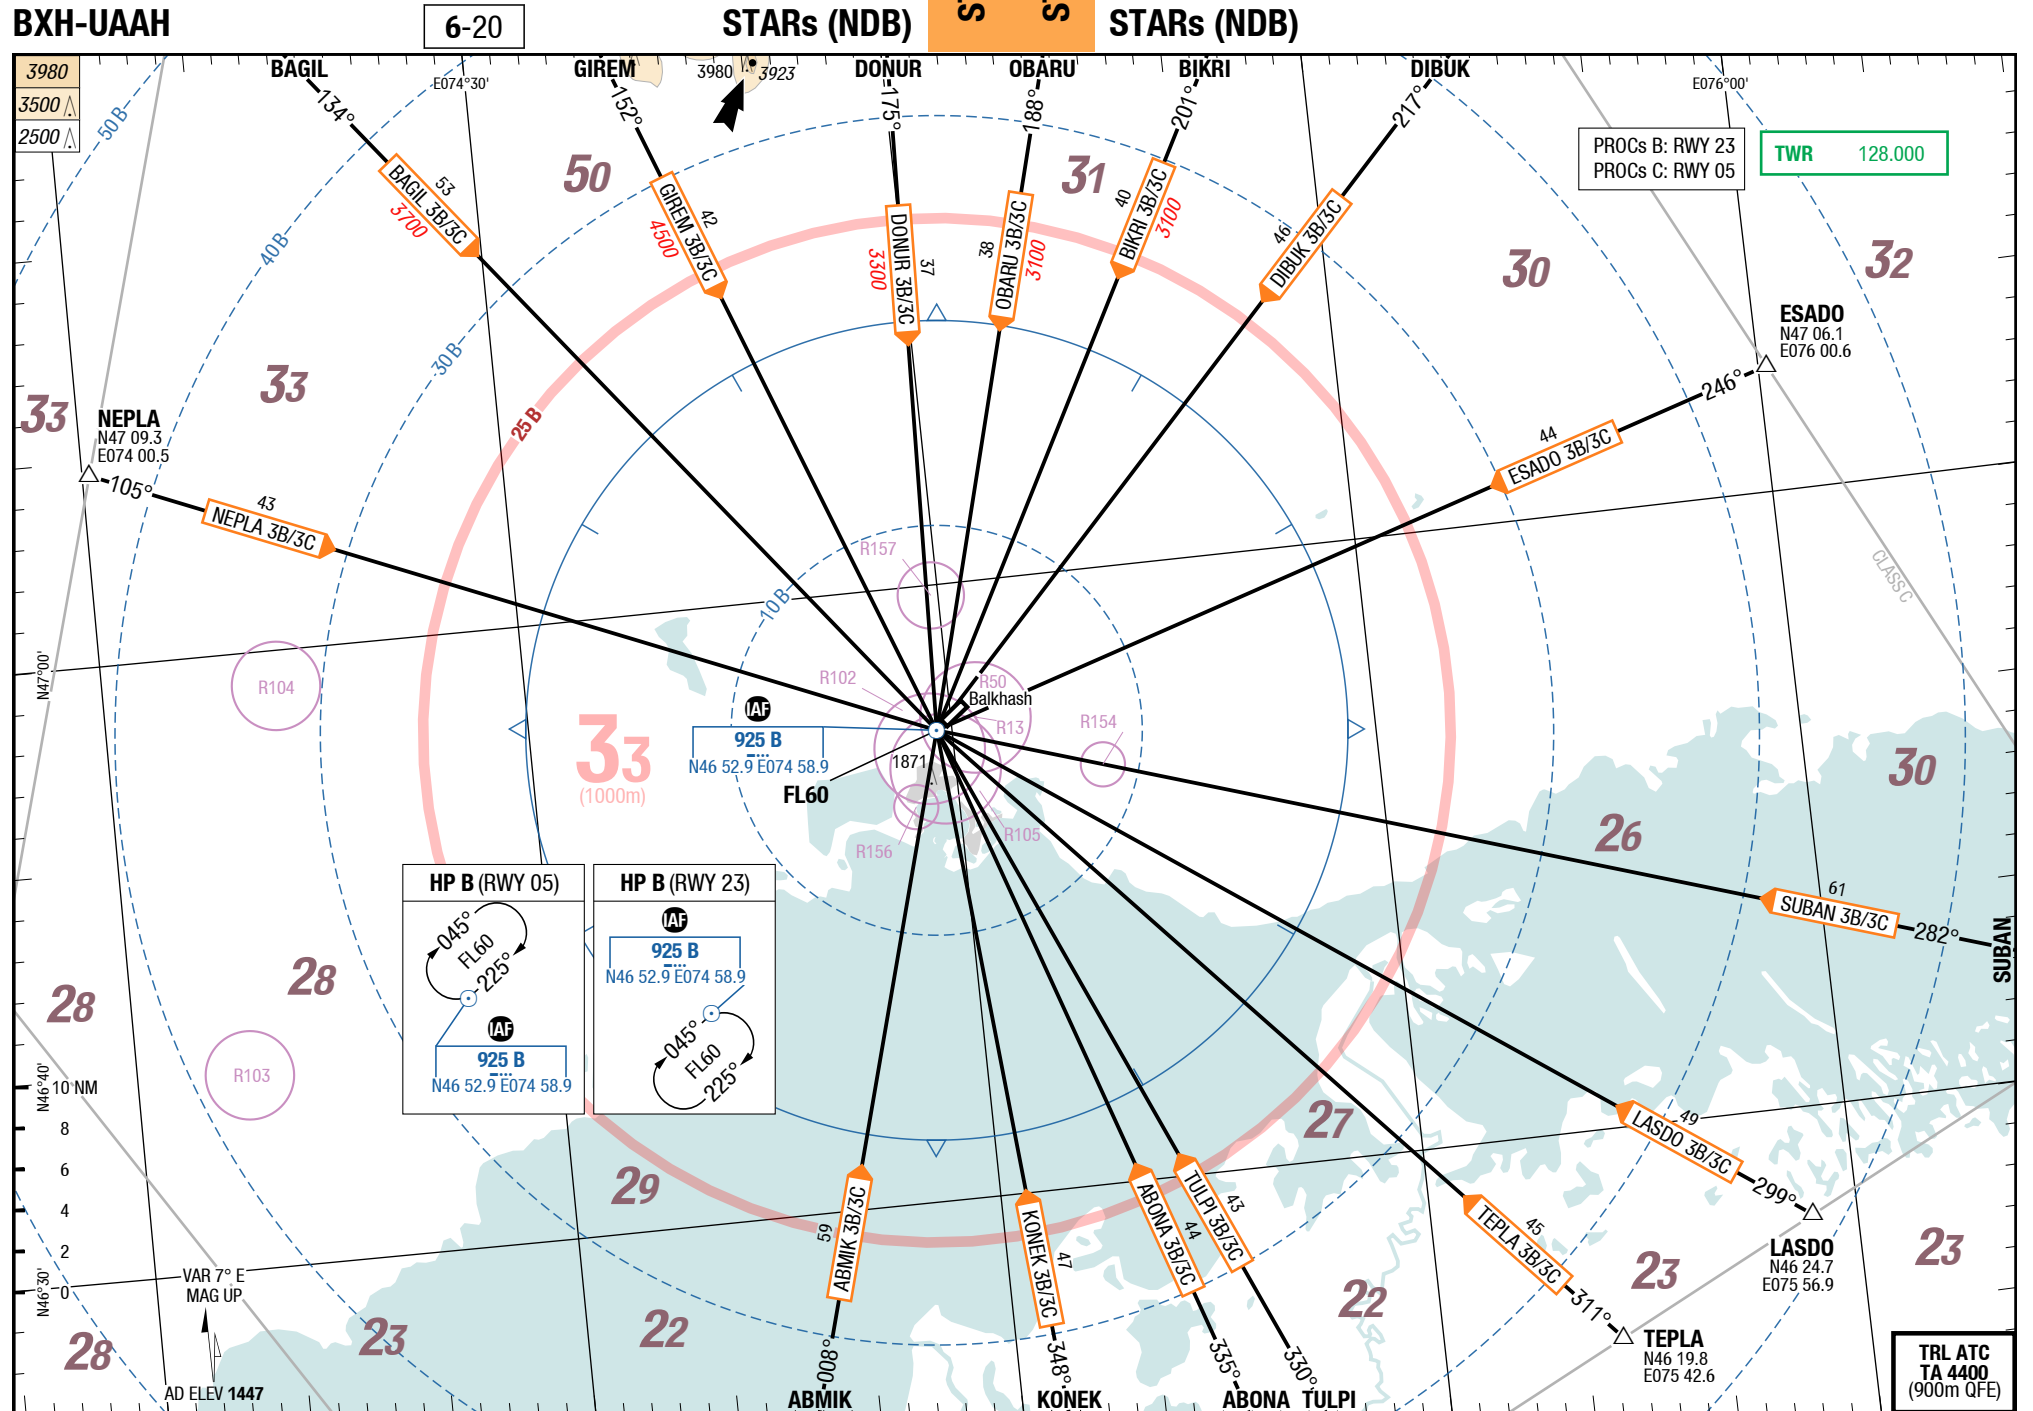 BXH-UAAH
6-20
STARs (NDB)
ST
ST
STARs (NDB)
3980
3500
2500
BAGIL
E074°30'
GIREM
3980
3923
DONUR
OBARU
BIKRI
DIBUK
E076°00'
50 B
134°
152°
175°
188°
201°
217°
PROCs B: RWY 23
PROCs C: RWY 05
TWR 128.000
50
31
BAGIL 3B/3C
53
3700
GIREM 3B/3C
42
4500
DONUR 3B/3C
37
3300
OBARU 3B/3C
38
3100
BIKRI 3B/3C
40
3100
DIBUK 3B/3C
46
40 B
30
32
ESADO
N47 06.1
E076 00.6
246°
30 B
33
33
25 B
NEPLA
N47 09.3
E074 00.5
105°
43
NEPLA 3B/3C
44
ESADO 3B/3C
CLASS C
R157
10 B
N47°00'
R104
R102
R50
Balkhash
R13
R154
IAF
925 B
N46 52.9 E074 58.9
33
(1000m)
1871
FL60
R105
R156
30
26
61
SUBAN 3B/3C
282°
SUBAN
HP B (RWY 05)
045°
FL60
225°
IAF
925 B
N46 52.9 E074 58.9
HP B (RWY 23)
IAF
925 B
N46 52.9 E074 58.9
045°
FL60
225°
28
28
R103
N46°40'
10 NM
8
6
4
2
0
N46°30'
27
49
LASDO 3B/3C
299°
LASDO
N46 24.7
E075 56.9
29
59
ABMIK 3B/3C
47
KONEK 3B/3C
44
ABONA 3B/3C
43
TULPI 3B/3C
45
TEPLA 3B/3C
311°
TEPLA
N46 19.8
E075 42.6
23
23
VAR 7° E
MAG UP
28
23
22
22
AD ELEV 1447
008°
348°
335°
330°
ABMIK
KONEK
ABONA
TULPI
TRL ATC
TA 4400
(900m QFE)